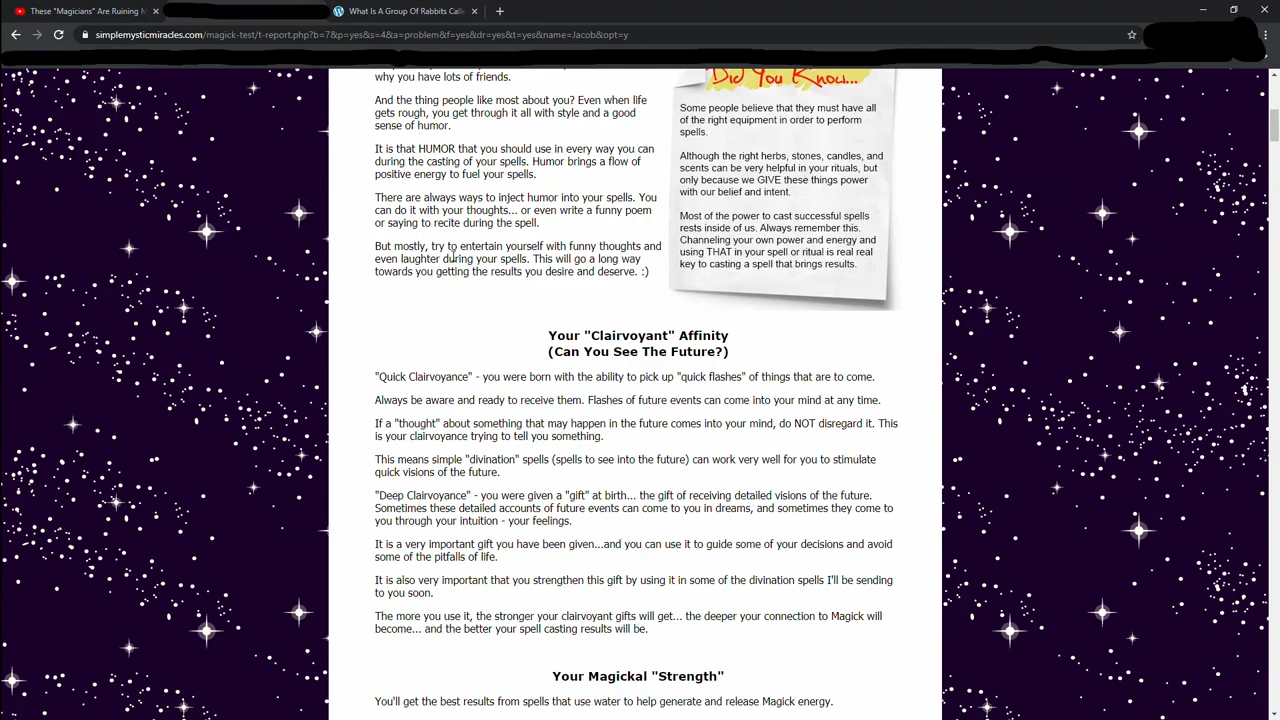 These "Magicians" Are Ruining M
What Is A Group Of Rabbits Calle
simplemysticmiracles.com/magick-test/t-report.php?b=7&p=yes&s=4&a=problem&f=yes&dr=yes&t=yes&name=Jacob&opt=y
why you have lots of friends.
And the thing people like most about you? Even when life
gets rough, you get through it all with style and a good
sense of humor.
It is that HUMOR that you should use in every way you can
during the casting of your spells. Humor brings a flow of
positive energy to fuel your spells.
There are always ways to inject humor into your spells. You
can do it with your thoughts... or even write a funny poem
or saying to recite during the spell.
But mostly, try to entertain yourself with funny thoughts and
even laughter during your spells. This will go a long way
towards you getting the results you desire and deserve. :)
Did You Know...
Some people believe that they must have all
of the right equipment in order to perform
spells.
Although the right herbs, stones, candles, and
scents can be very helpful in your rituals, but
only because we GIVE these things power
with our belief and intent.
Most of the power to cast successful spells
rests inside of us. Always remember this.
Channeling your own power and energy and
using THAT in your spell or ritual is real real
key to casting a spell that brings results.
Your "Clairvoyant" Affinity
(Can You See The Future?)
"Quick Clairvoyance" - you were born with the ability to pick up "quick flashes" of things that are to come.
Always be aware and ready to receive them. Flashes of future events can come into your mind at any time.
If a "thought" about something that may happen in the future comes into your mind, do NOT disregard it. This
is your clairvoyance trying to tell you something.
This means simple "divination" spells (spells to see into the future) can work very well for you to stimulate
quick visions of the future.
"Deep Clairvoyance" - you were given a "gift" at birth... the gift of receiving detailed visions of the future.
Sometimes these detailed accounts of future events can come to you in dreams, and sometimes they come to
you through your intuition - your feelings.
It is a very important gift you have been given...and you can use it to guide some of your decisions and avoid
some of the pitfalls of life.
It is also very important that you strengthen this gift by using it in some of the divination spells I'll be sending
to you soon.
The more you use it, the stronger your clairvoyant gifts will get... the deeper your connection to Magick will
become... and the better your spell casting results will be.
Your Magickal "Strength"
You'll get the best results from spells that use water to help generate and release Magick energy.